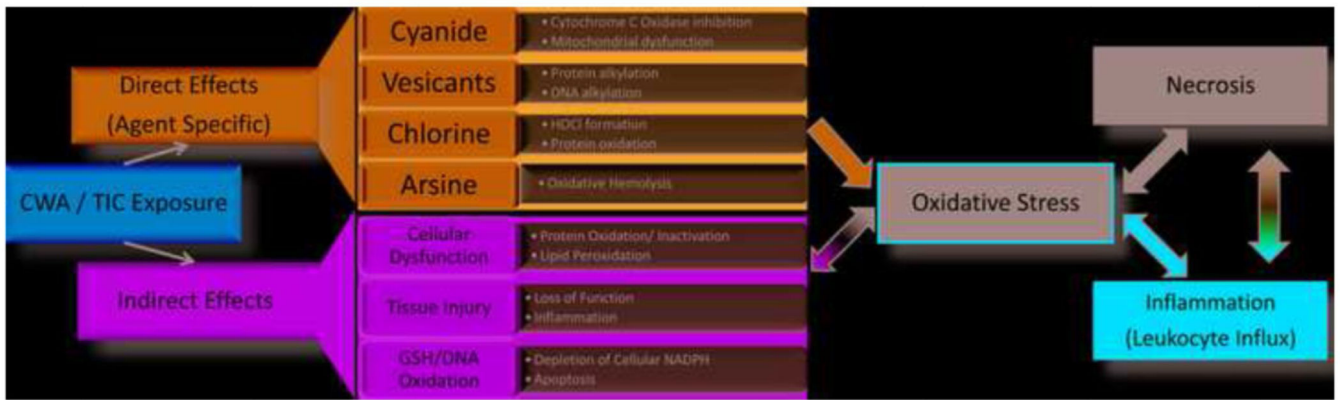 CWA / TIC Exposure
Direct Effects
(Agent Specific)
Cyanide
• Cytochrome C Oxidase inhibition
• Mitochondrial dysfunction
Vesicants
• Protein alkylation
• DNA alkylation
Chlorine
• HOCl formation
• Protein oxidation
Arsine
• Oxidative Hemolysis
Indirect Effects
Cellular
Dysfunction
• Protein Oxidation/ Inactivation
• Lipid Peroxidation
Tissue Injury
• Loss of Function
• Inflammation
GSH/DNA
Oxidation
• Depletion of Cellular NADPH
• Apoptosis
Oxidative Stress
Necrosis
Inflammation
(Leukocyte Influx)